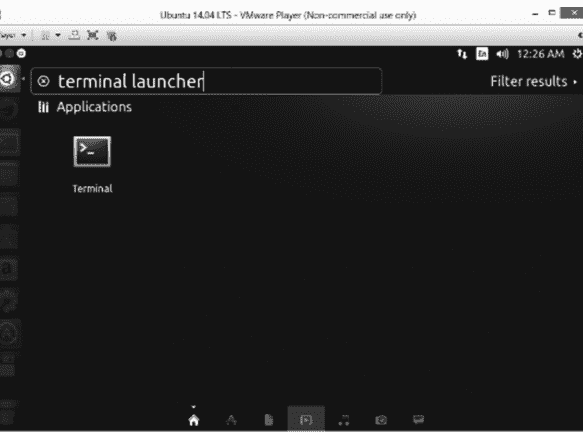 Ubuntu 14.04 LTS - VMware Player (Non-commercial use only)
12:26 AM
terminal launcher
Filter results
Applications
Terminal